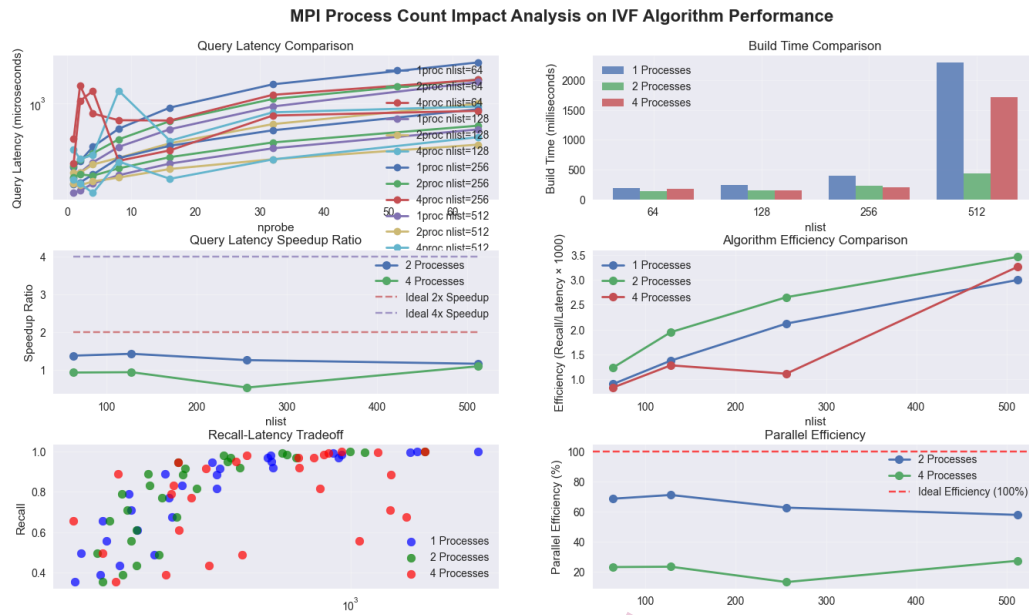 MPI Process Count Impact Analysis on IVF Algorithm Performance
Query Latency Comparison
Query Latency (microseconds)
10³
0 10 20 30 40 50 60
nprobe
1proc nlist=64
2proc nlist=64
4proc nlist=64
1proc nlist=128
2proc nlist=128
4proc nlist=128
1proc nlist=256
2proc nlist=256
4proc nlist=256
1proc nlist=512
2proc nlist=512
4proc nlist=512
Build Time Comparison
Build Time (milliseconds)
2000
1500
1000
500
0
64 128 256 512
nlist
1 Processes
2 Processes
4 Processes
Query Latency Speedup Ratio
Speedup Ratio
4
3
2
1
100 200 300 400 500
nlist
2 Processes
4 Processes
Ideal 2x Speedup
Ideal 4x Speedup
Algorithm Efficiency Comparison
Efficiency (Recall/Latency × 1000)
3.5
3.0
2.5
2.0
1.5
1.0
100 200 300 400 500
nlist
1 Processes
2 Processes
4 Processes
Recall-Latency Tradeoff
Recall
1.0
0.8
0.6
0.4
10³
1 Processes
2 Processes
4 Processes
Parallel Efficiency
Parallel Efficiency (%)
100
80
60
40
20
100 200 300 400 500
2 Processes
4 Processes
Ideal Efficiency (100%)